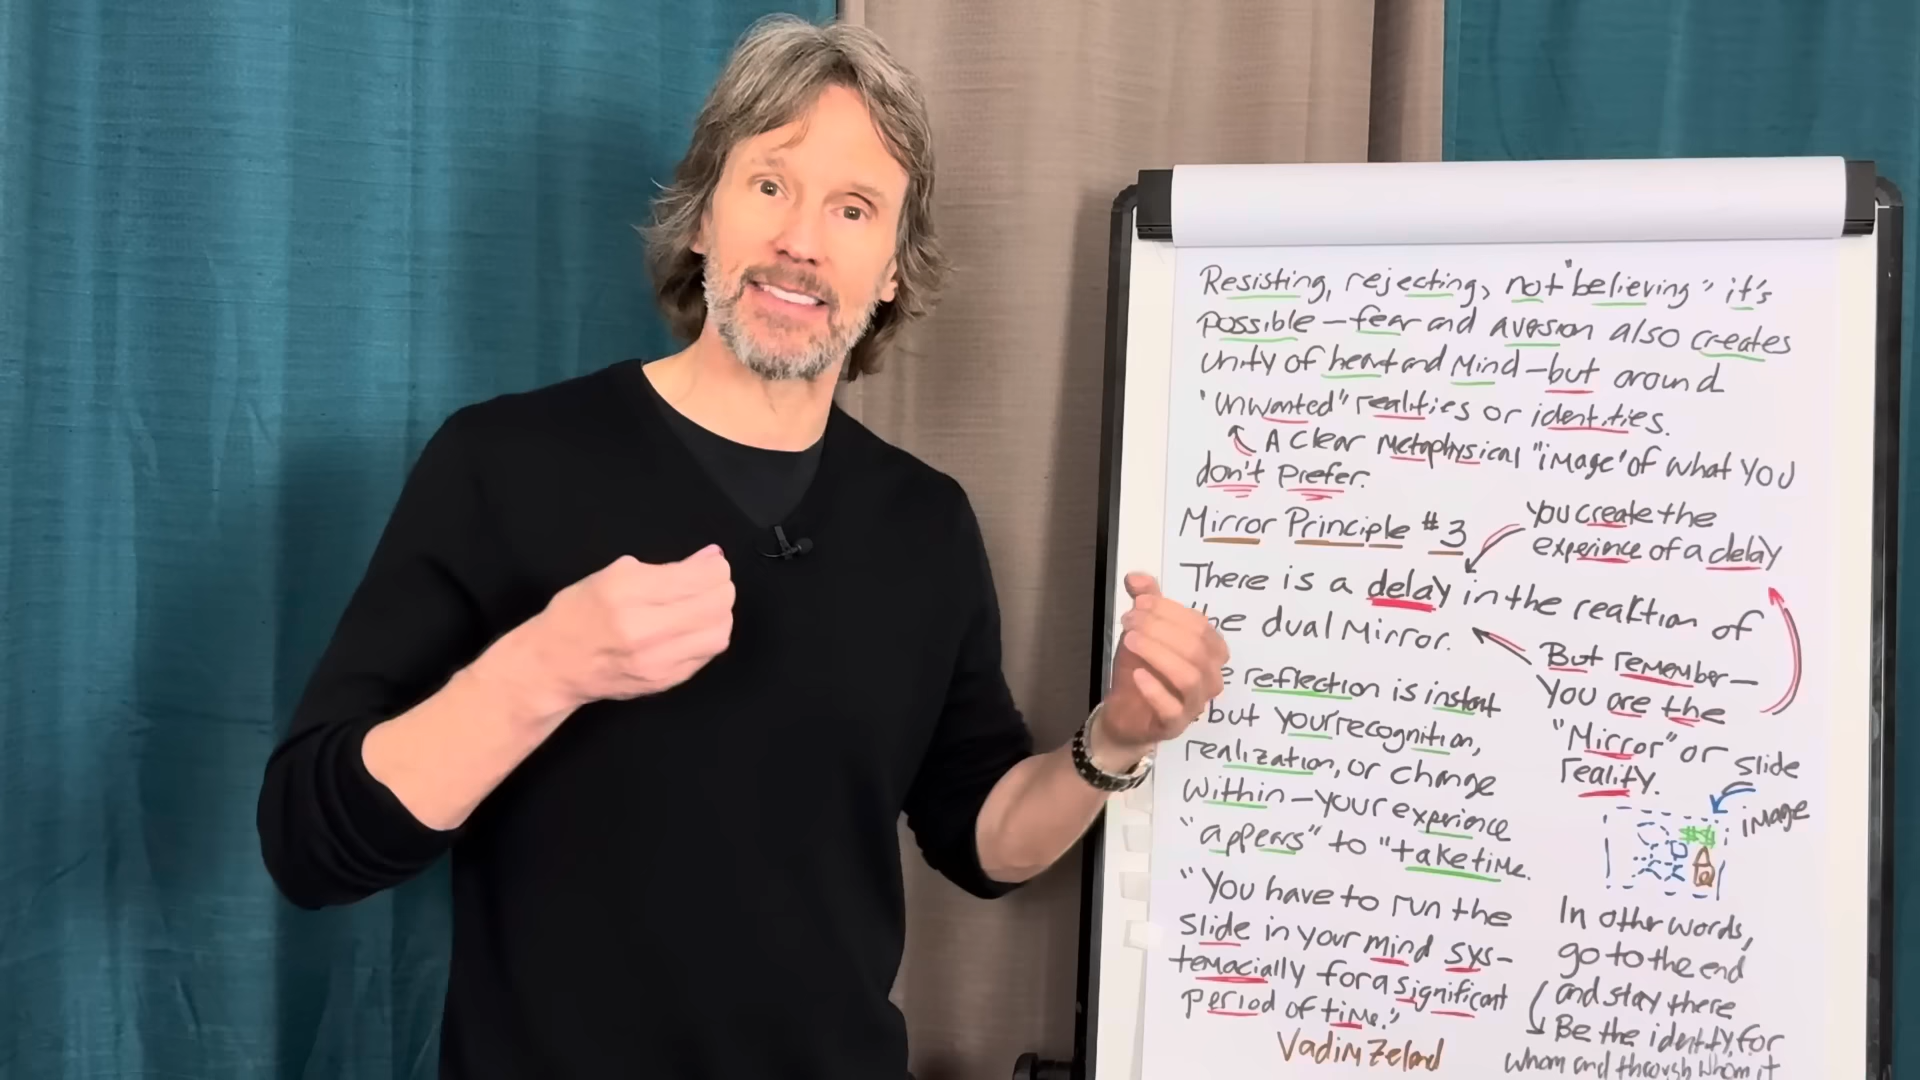 Resisting, rejecting, not "believing" it's
possible — fear and aversion also creates
unity of heart and Mind — but around
"unwanted" realities or identities.
A clear Metaphysical "image" of what you
don't prefer.
Mirror Principle #3
You create the
experince of a delay
There is a delay in the reaktion of
he dual Mirror.
But remember—
You are the
"Mirror" or
reality.
e reflection is instant
but your recognition,
realization, or change
within — your experince
"appears" to "take time.
slide
image
$$
"You have to run the
slide in your mind sys-
temacially for a significant
period of time."
Vadim Zeland
In other words,
go to the end
and stay there
Be the identity for
whom and through whom it